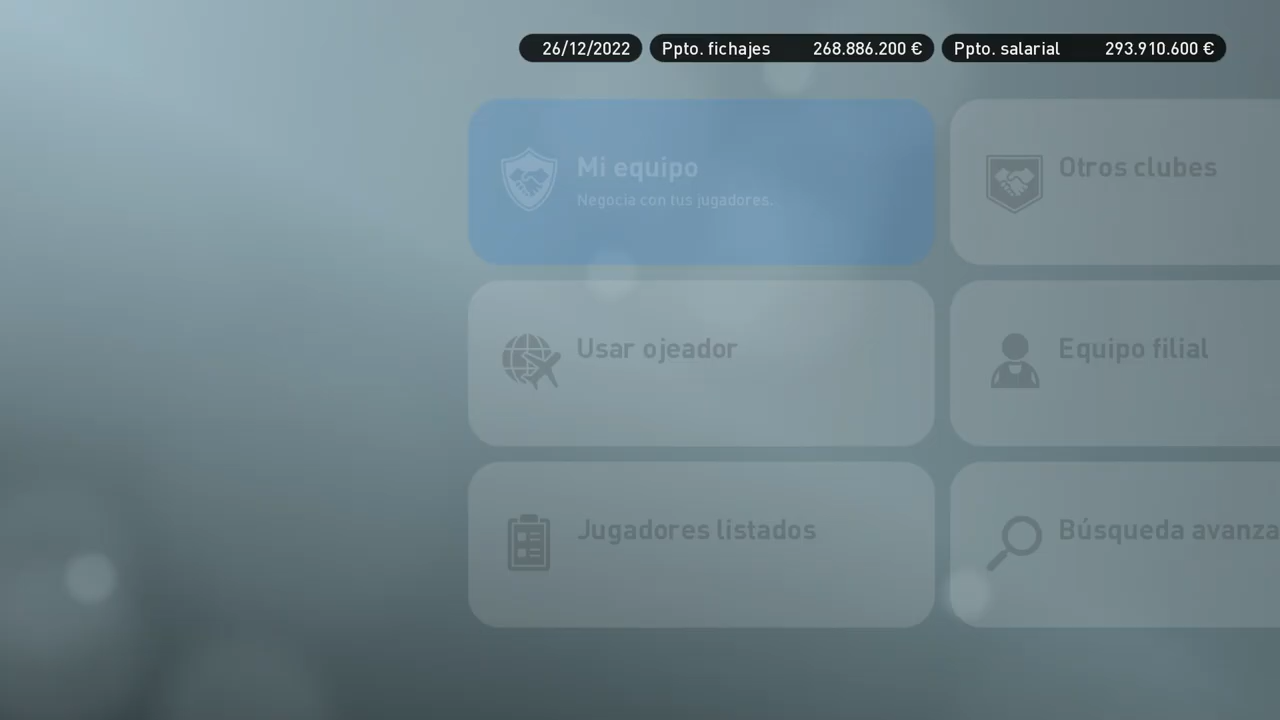 26/12/2022 Ppto. fichajes 268.886.200 € Ppto. salarial 293.910.600 €
Mi equipo
Negocia con tus jugadores.
Otros clubes
Usar ojeador
Equipo filial
Jugadores listados
Búsqueda avanza